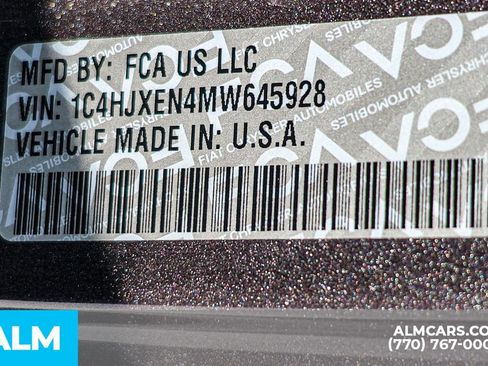 MFD BY: FCA US LLC
VIN: 1C4HJXEN4MW645928
VEHICLE MADE IN: U.S.A.
ALM
ALMCARS.CO
(770) 767-000